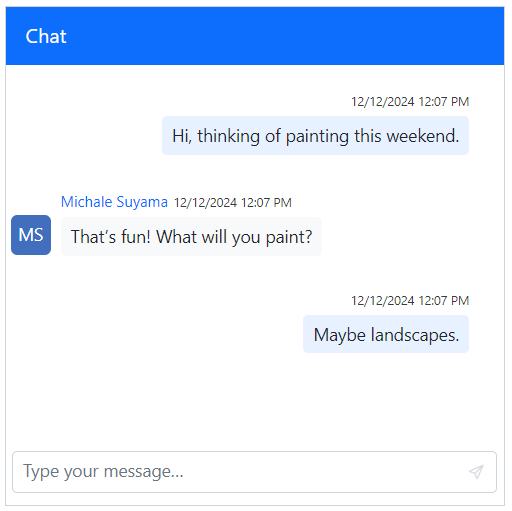 Chat
12/12/2024 12:07 PM
Hi, thinking of painting this weekend.
Michale Suyama 12/12/2024 12:07 PM
MS
That’s fun! What will you paint?
12/12/2024 12:07 PM
Maybe landscapes.
Type your message…